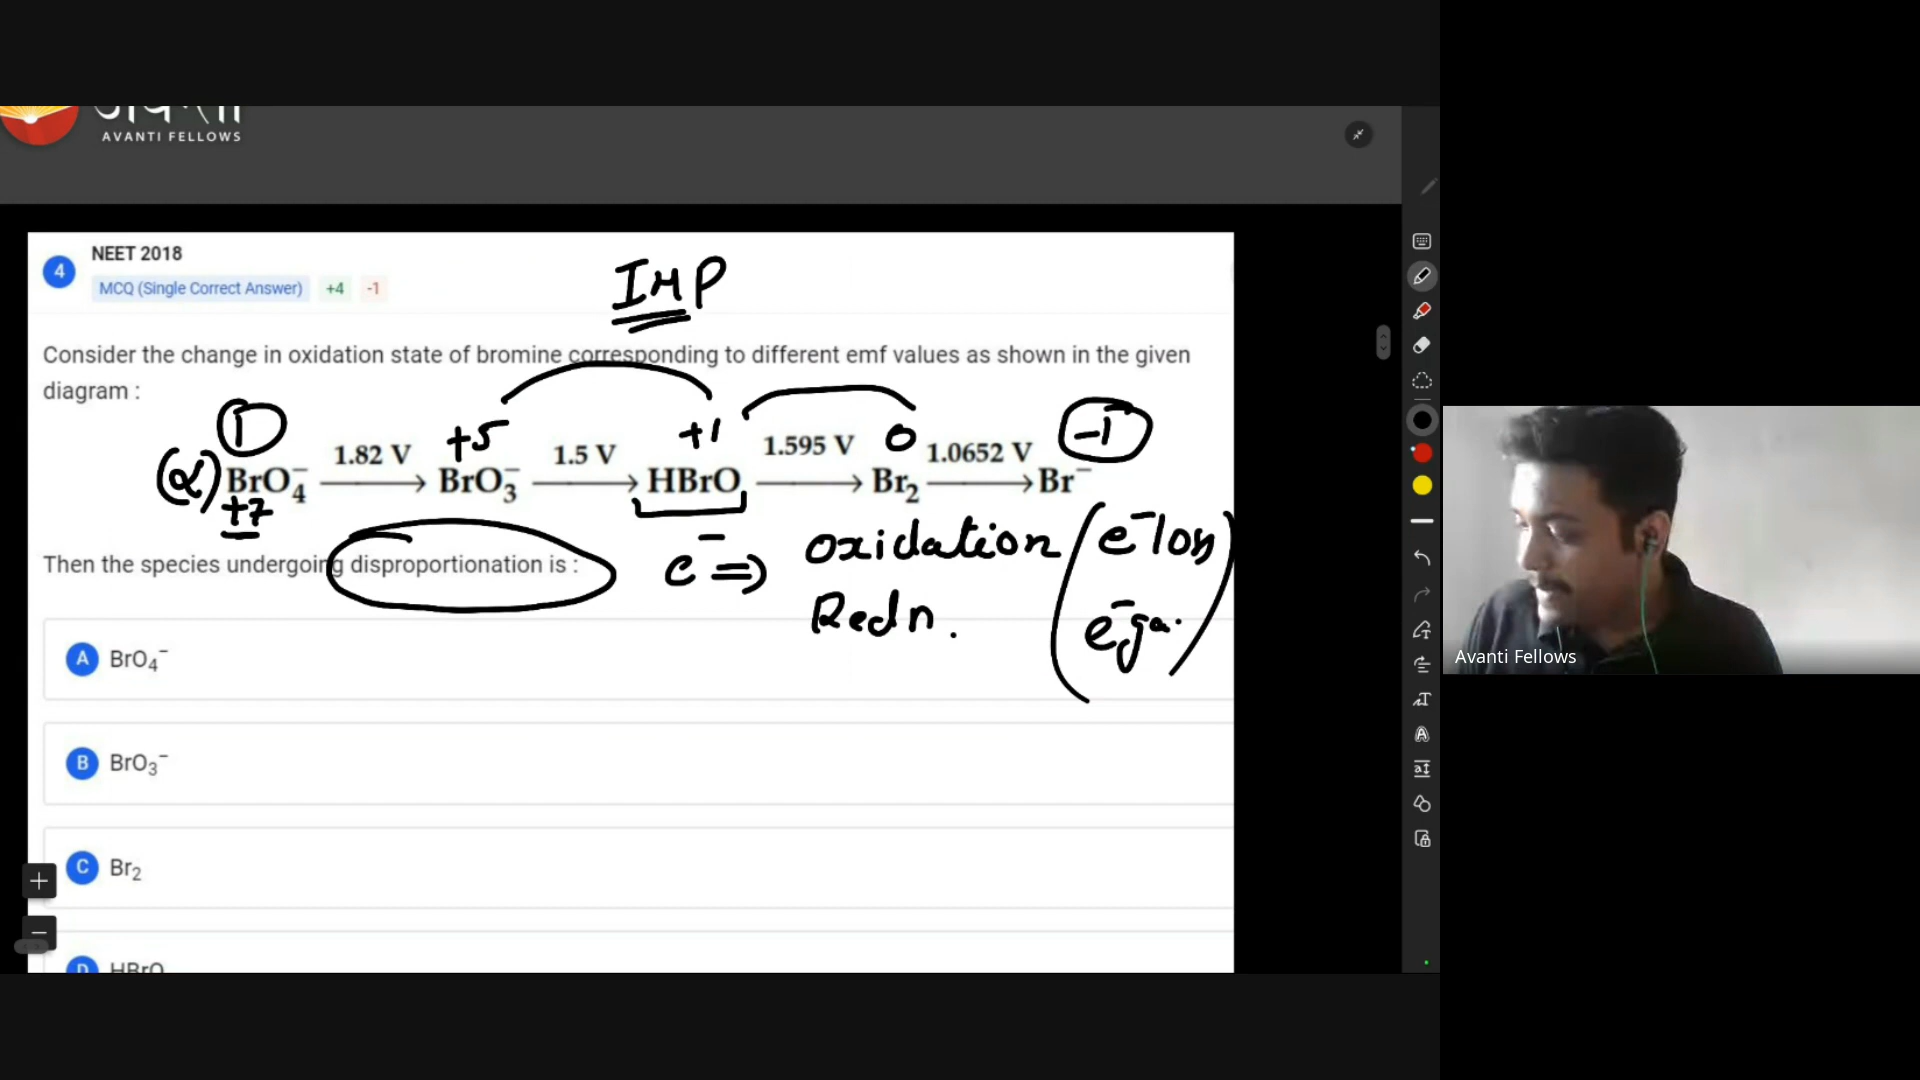 AVANTI FELLOWS
4
NEET 2018
MCQ (Single Correct Answer) +4 -1
IMP
Consider the change in oxidation state of bromine corresponding to different emf values as shown in the given
diagram :
+5 +1 0 -1
(α) BrO₄⁻ 1.82 V → BrO₃⁻ 1.5 V → HBrO 1.595 V → Br₂ 1.0652 V → Br⁻
+7
Then the species undergoing disproportionation is :
e⁻ ⇒ oxidation (e⁻ loss)
Redn.
A BrO₄⁻
B BrO₃⁻
C Br₂
D HBrO
Avanti Fellows